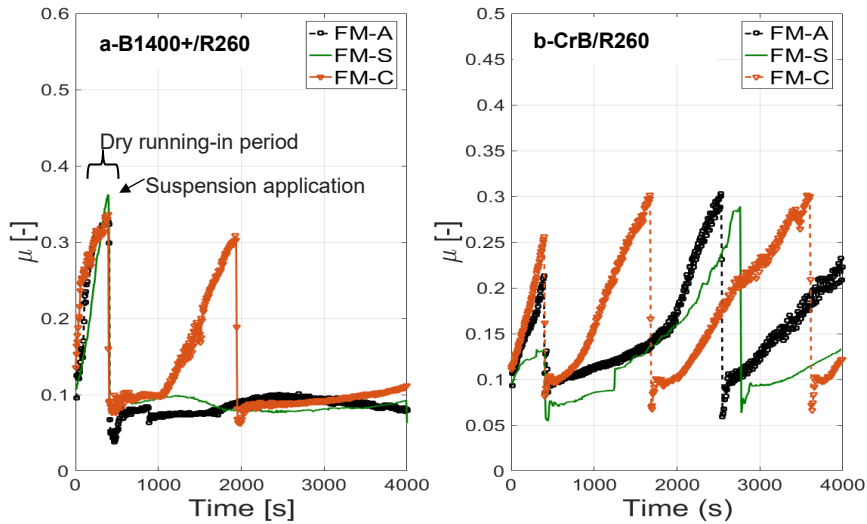 a-B1400+/R260
FM-A
FM-S
FM-C
Dry running-in period
Suspension application
0.6
0.5
0.4
0.3
0.2
0.1
0
μ [-]
0
1000
2000
3000
4000
Time [s]
b-CrB/R260
FM-A
FM-S
FM-C
0.5
0.45
0.4
0.35
0.3
0.25
0.2
0.15
0.1
0.05
0
μ [-]
0
1000
2000
3000
4000
Time (s)